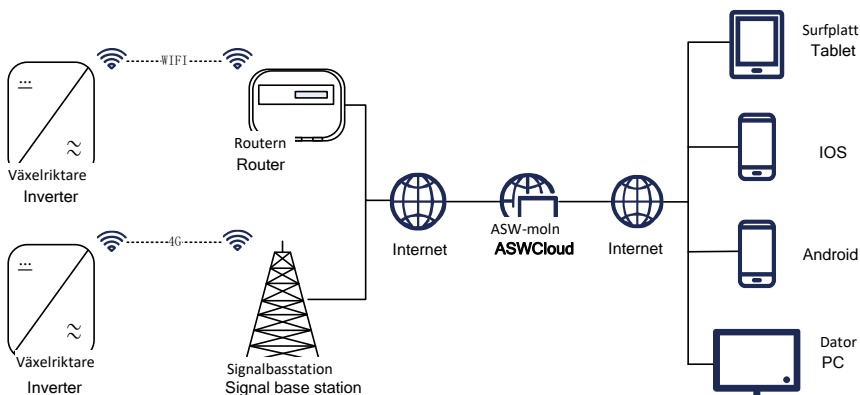 WIFI
Routern
Router
Växelriktare
Inverter
4G
Signalbasstation
Signal base station
Växelriktare
Inverter
Internet
ASW-moln
ASWCloud
Internet
Surfplatt
Tablet
IOS
Android
Dator
PC